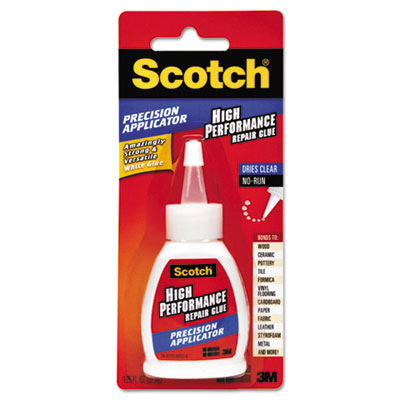 Scotch®
PRECISION
APPLICATOR
Amazingly
Strong &
Versatile
White Glue
HIGH
PERFORMANCE
REPAIR GLUE
DRIES CLEAR
NO-RUN
BONDS TO:
WOOD
CERAMIC
POTTERY
TILE
FORMICA
VINYL
FLOORING
CARDBOARD
PAPER
FABRIC
LEATHER
STYROFOAM
METAL
AND MORE!
Scotch
HIGH
PERFORMANCE
REPAIR GLUE
PRECISION
APPLICATOR
3M
3M